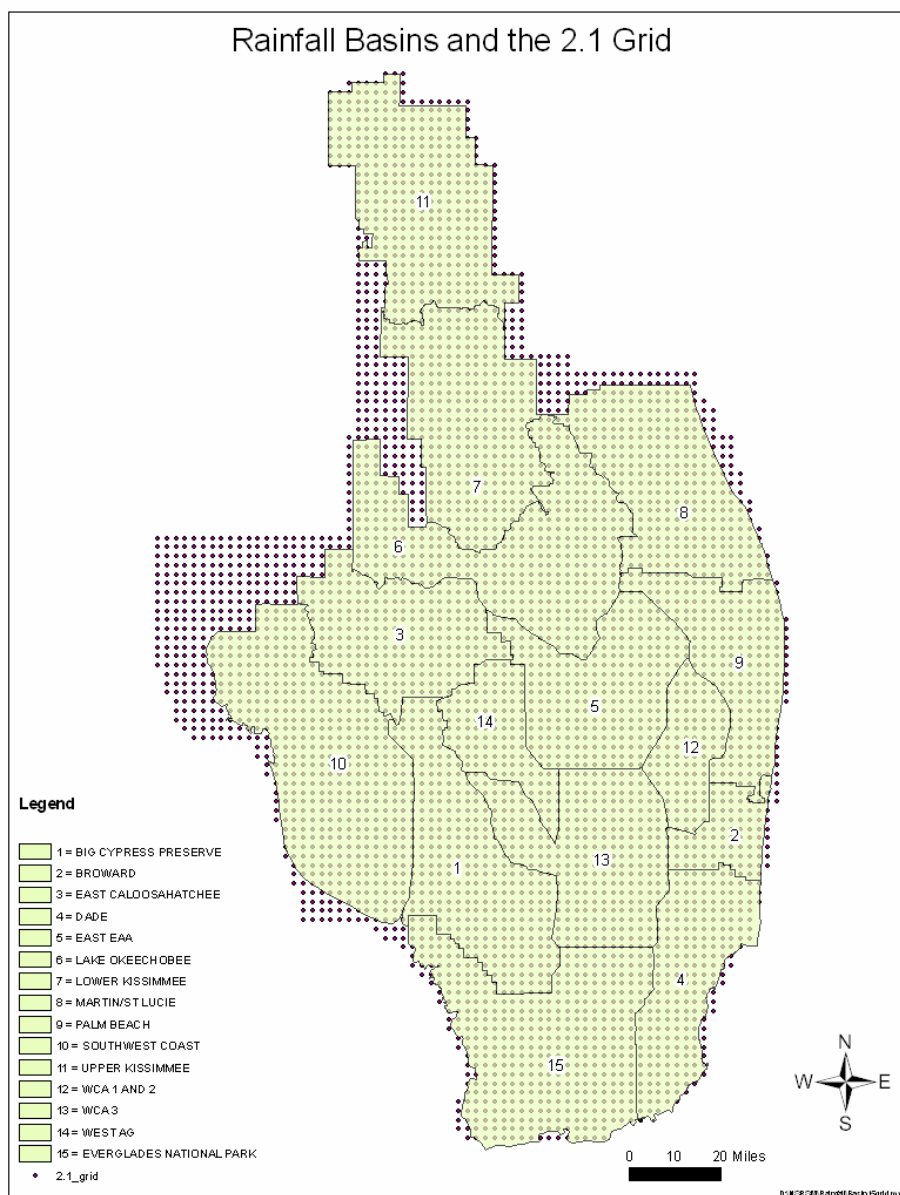 Rainfall Basins and the 2.1 Grid
11
7
8
6
3
9
5
14
12
10
2
13
1
4
15
Legend
1 = BIG CYPRESS PRESERVE
2 = BROWARD
3 = EAST CALOOSAHATCHEE
4 = DADE
5 = EAST EAA
6 = LAKE OKEECHOBEE
7 = LOWER KISSIMMEE
8 = MARTIN/ST LUCIE
9 = PALM BEACH
10 = SOUTHWEST COAST
11 = UPPER KISSIMMEE
12 = WCA 1 AND 2
13 = WCA 3
14 = WEST AG
15 = EVERGLADES NATIONAL PARK
2.1_grid
N
W E
S
0 10 20 Miles